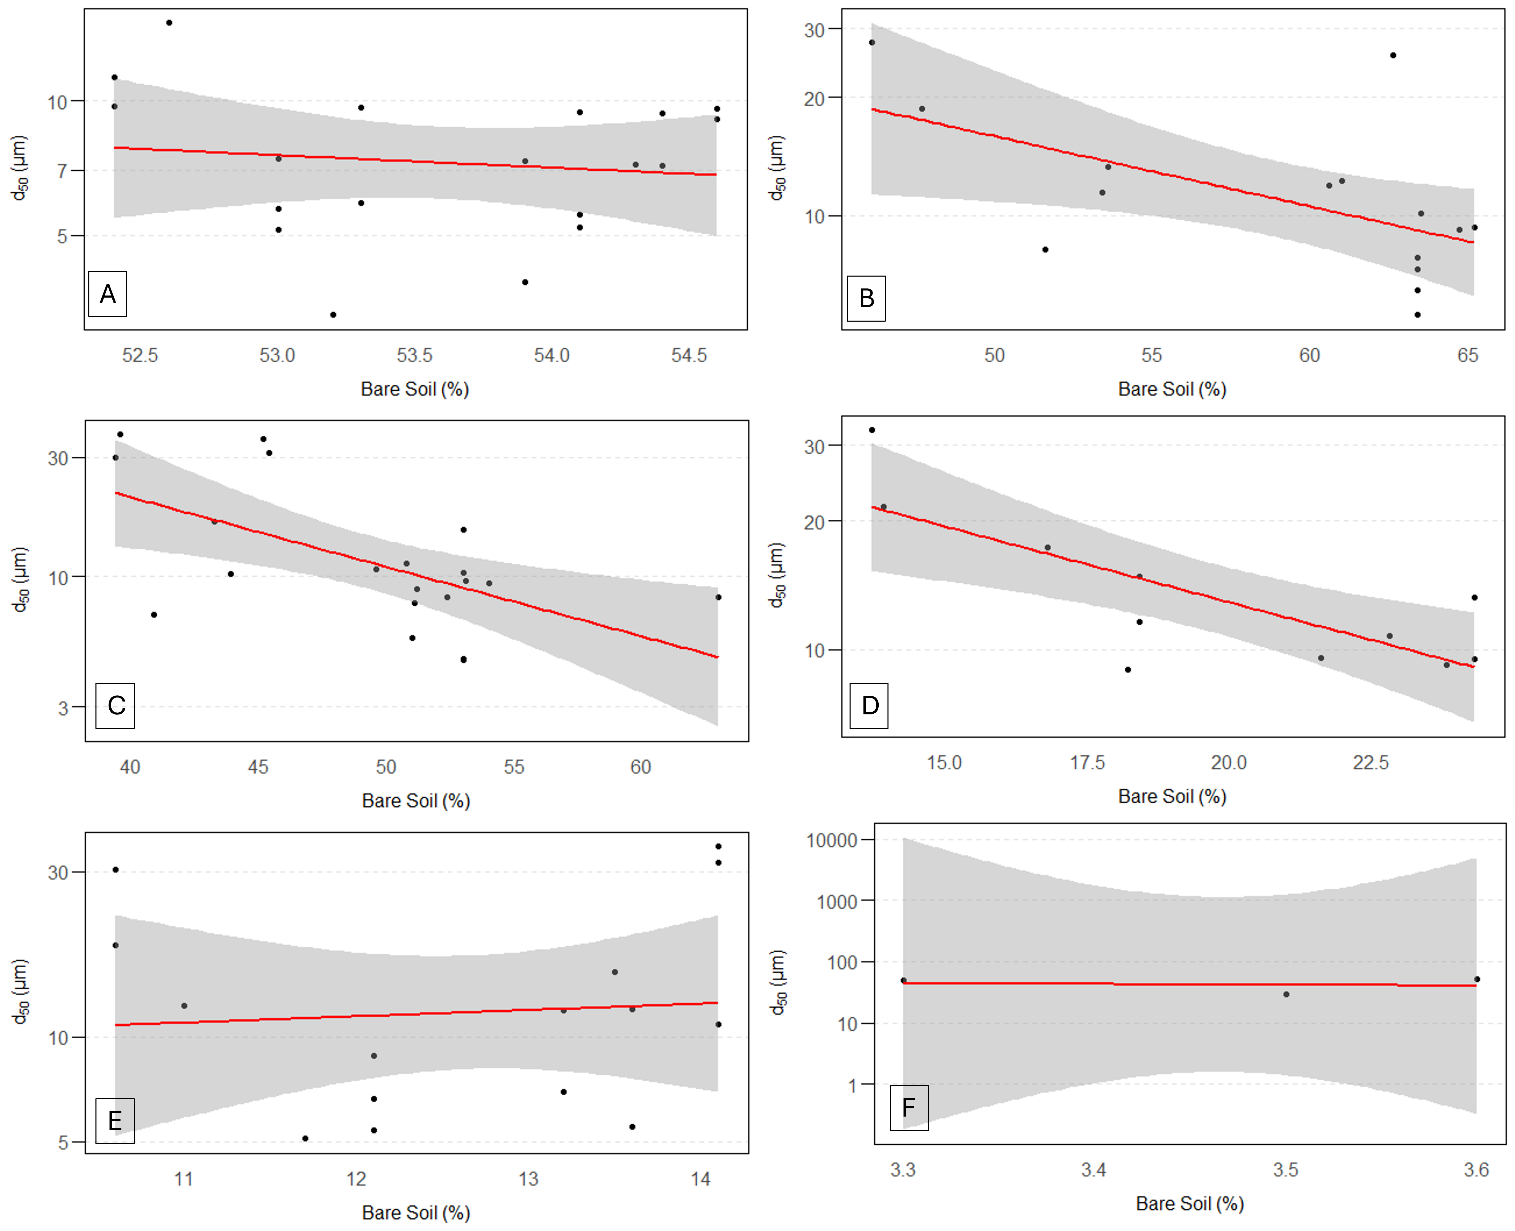 10
7
5
d50 (µm)
A
52.5 53.0 53.5 54.0 54.5
Bare Soil (%)
30
20
10
d50 (µm)
B
50 55 60 65
Bare Soil (%)
30
10
3
d50 (µm)
C
40 45 50 55 60
Bare Soil (%)
30
20
10
d50 (µm)
D
15.0 17.5 20.0 22.5
Bare Soil (%)
30
10
5
d50 (µm)
E
11 12 13 14
Bare Soil (%)
10000
1000
100
10
1
d50 (µm)
F
3.3 3.4 3.5 3.6
Bare Soil (%)